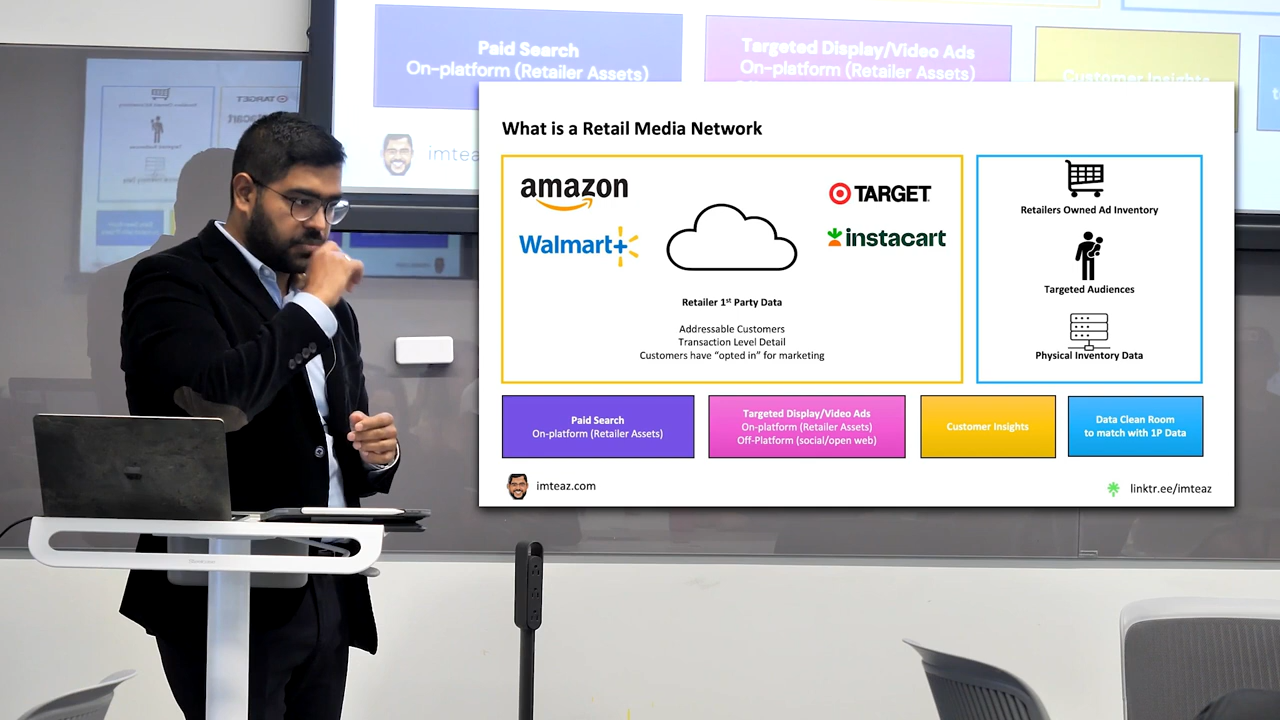 Paid Search
On-platform (Retailer Assets)
Targeted Display/Video Ads
On-platform (Retailer Assets)
Customer Insights
imteaz
TARGET
What is a Retail Media Network
amazon
TARGET
Walmart+
instacart
Retailer 1st Party Data
Addressable Customers
Transaction Level Detail
Customers have “opted in” for marketing
Retailers Owned Ad Inventory
Targeted Audiences
Physical Inventory Data
Paid Search
On-platform (Retailer Assets)
Targeted Display/Video Ads
On-platform (Retailer Assets)
Off-Platform (social/open web)
Customer Insights
Data Clean Room
to match with 1P Data
imteaz.com
linktr.ee/imteaz